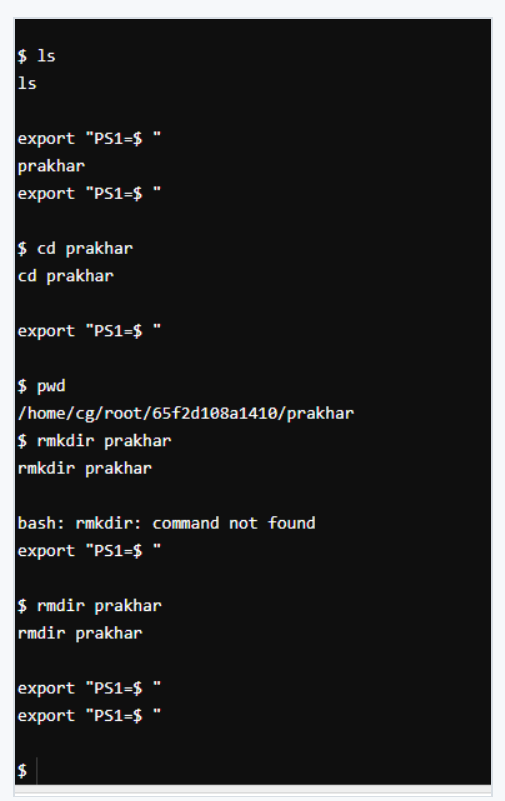 $ ls
ls
export "PS1=$ "
prakhar
export "PS1=$ "
$ cd prakhar
cd prakhar
export "PS1=$ "
$ pwd
/home/cg/root/65f2d108a1410/prakhar
$ rmkdir prakhar
rmkdir prakhar
bash: rmkdir: command not found
export "PS1=$ "
$ rmdir prakhar
rmdir prakhar
export "PS1=$ "
export "PS1=$ "
$